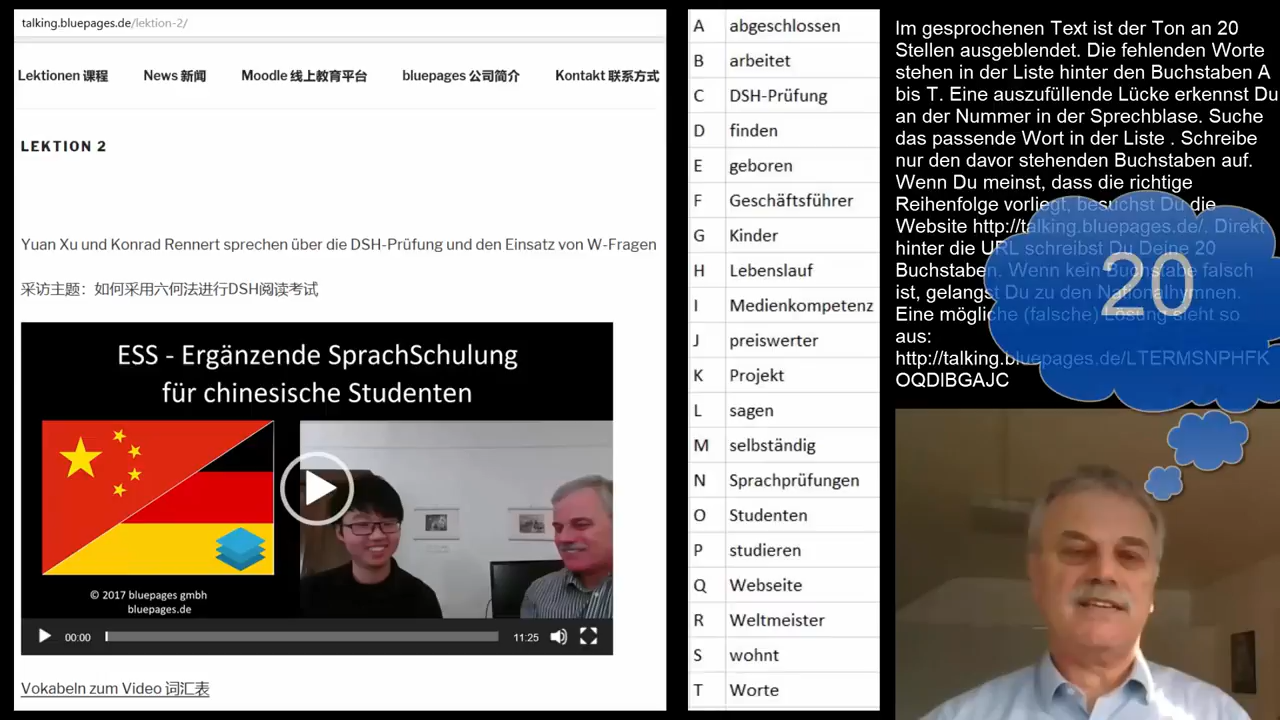 talking.bluepages.de/lektion-2/
Lektionen 课程 News 新闻 Moodle 线上教育平台 bluepages 公司简介 Kontakt 联系方式
LEKTION 2
Yuan Xu und Konrad Rennert sprechen über die DSH-Prüfung und den Einsatz von W-Fragen
采访主题：如何采用六何法进行DSH阅读考试
ESS - Ergänzende SprachSchulung
für chinesische Studenten
© 2017 bluepages gmbh
bluepages.de
00:00 11:25
Vokabeln zum Video 词汇表
A abgeschlossen
B arbeitet
C DSH-Prüfung
D finden
E geboren
F Geschäftsführer
G Kinder
H Lebenslauf
I Medienkompetenz
J preiswerter
K Projekt
L sagen
M selbständig
N Sprachprüfungen
O Studenten
P studieren
Q Webseite
R Weltmeister
S wohnt
T Worte
Im gesprochenen Text ist der Ton an 20
Stellen ausgeblendet. Die fehlenden Worte
stehen in der Liste hinter den Buchstaben A
bis T. Eine auszufüllende Lücke erkennst Du
an der Nummer in der Sprechblase. Suche
das passende Wort in der Liste . Schreibe
nur den davor stehenden Buchstaben auf.
Wenn Du meinst, dass die richtige
Reihenfolge vorliegt, besuchst Du die
Website http://talking.bluepages.de/. Direkt
hinter die URL schreibst Du Deine 20
Buchstaben. Wenn kein Buchstabe falsch
ist, gelangst Du zu den Nationalhymnen.
Eine mögliche (falsche) Lösung sieht so
aus:
http://talking.bluepages.de/LTERMSNPHFK
OQDIBGAJC
20